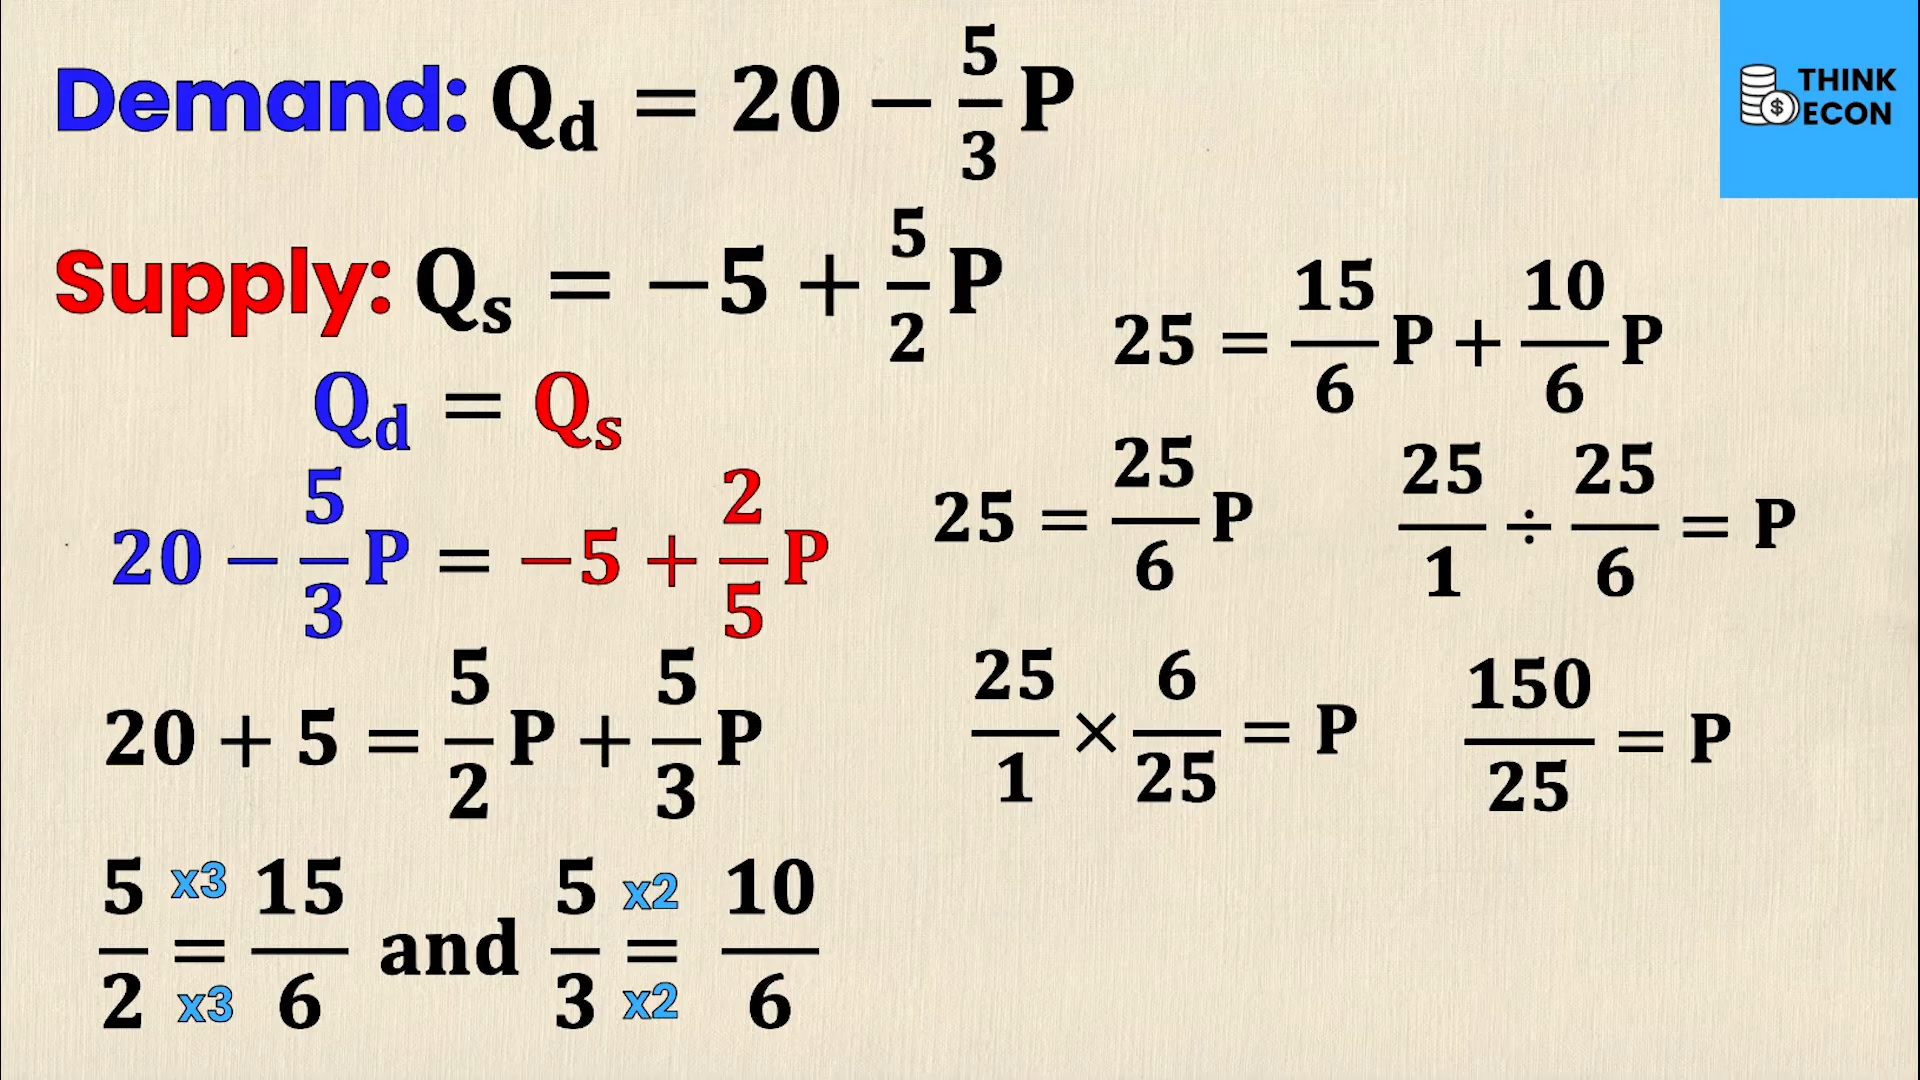 Demand: Qd = 20 − 5/3 P
Supply: Qs = −5 + 5/2 P
Qd = Qs
20 − 5/3 P = −5 + 2/5 P
20 + 5 = 5/2 P + 5/3 P
5/2 x3 = x3 15/6 and 5/3 x2 = x2 10/6
25 = 15/6 P + 10/6 P
25 = 25/6 P
25/1 ÷ 25/6 = P
25/1 × 6/25 = P
150/25 = P
THINK
ECON
$